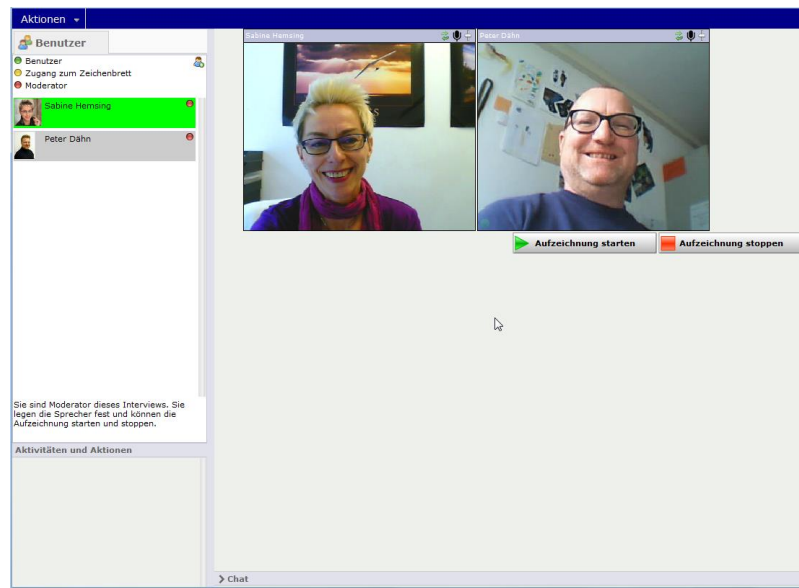 Aktionen
Benutzer
Benutzer
Zugang zum Zeichenbrett
Moderator
Sabine Hemsing
Peter Dähn
Sie sind Moderator dieses Interviews. Sie
legen die Sprecher fest und können die
Aufzeichnung starten und stoppen.
Aktivitäten und Aktionen
Sabine Hemsing
Peter Dähn
Aufzeichnung starten
Aufzeichnung stoppen
Chat